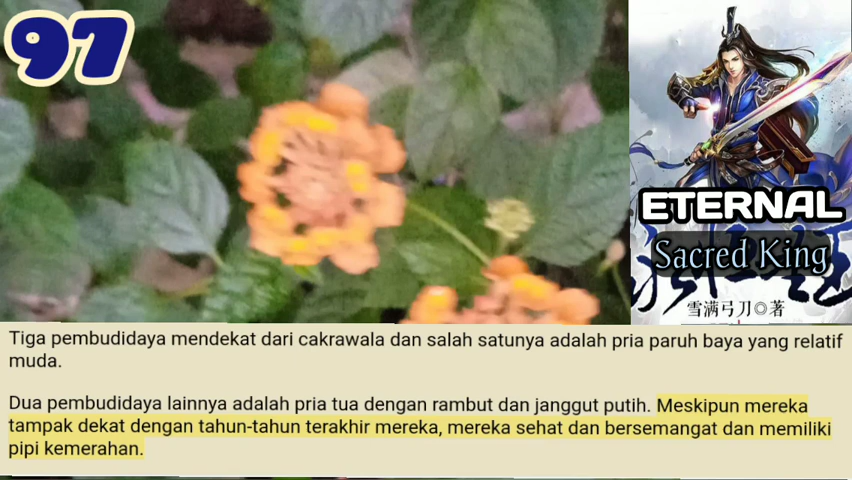 97
ETERNAL
Sacred King
雪满弓刀◎著
Tiga pembudidaya mendekat dari cakrawala dan salah satunya adalah pria paruh baya yang relatif
muda.
Dua pembudidaya lainnya adalah pria tua dengan rambut dan janggut putih. Meskipun mereka
tampak dekat dengan tahun-tahun terakhir mereka, mereka sehat dan bersemangat dan memiliki
pipi kemerahan.